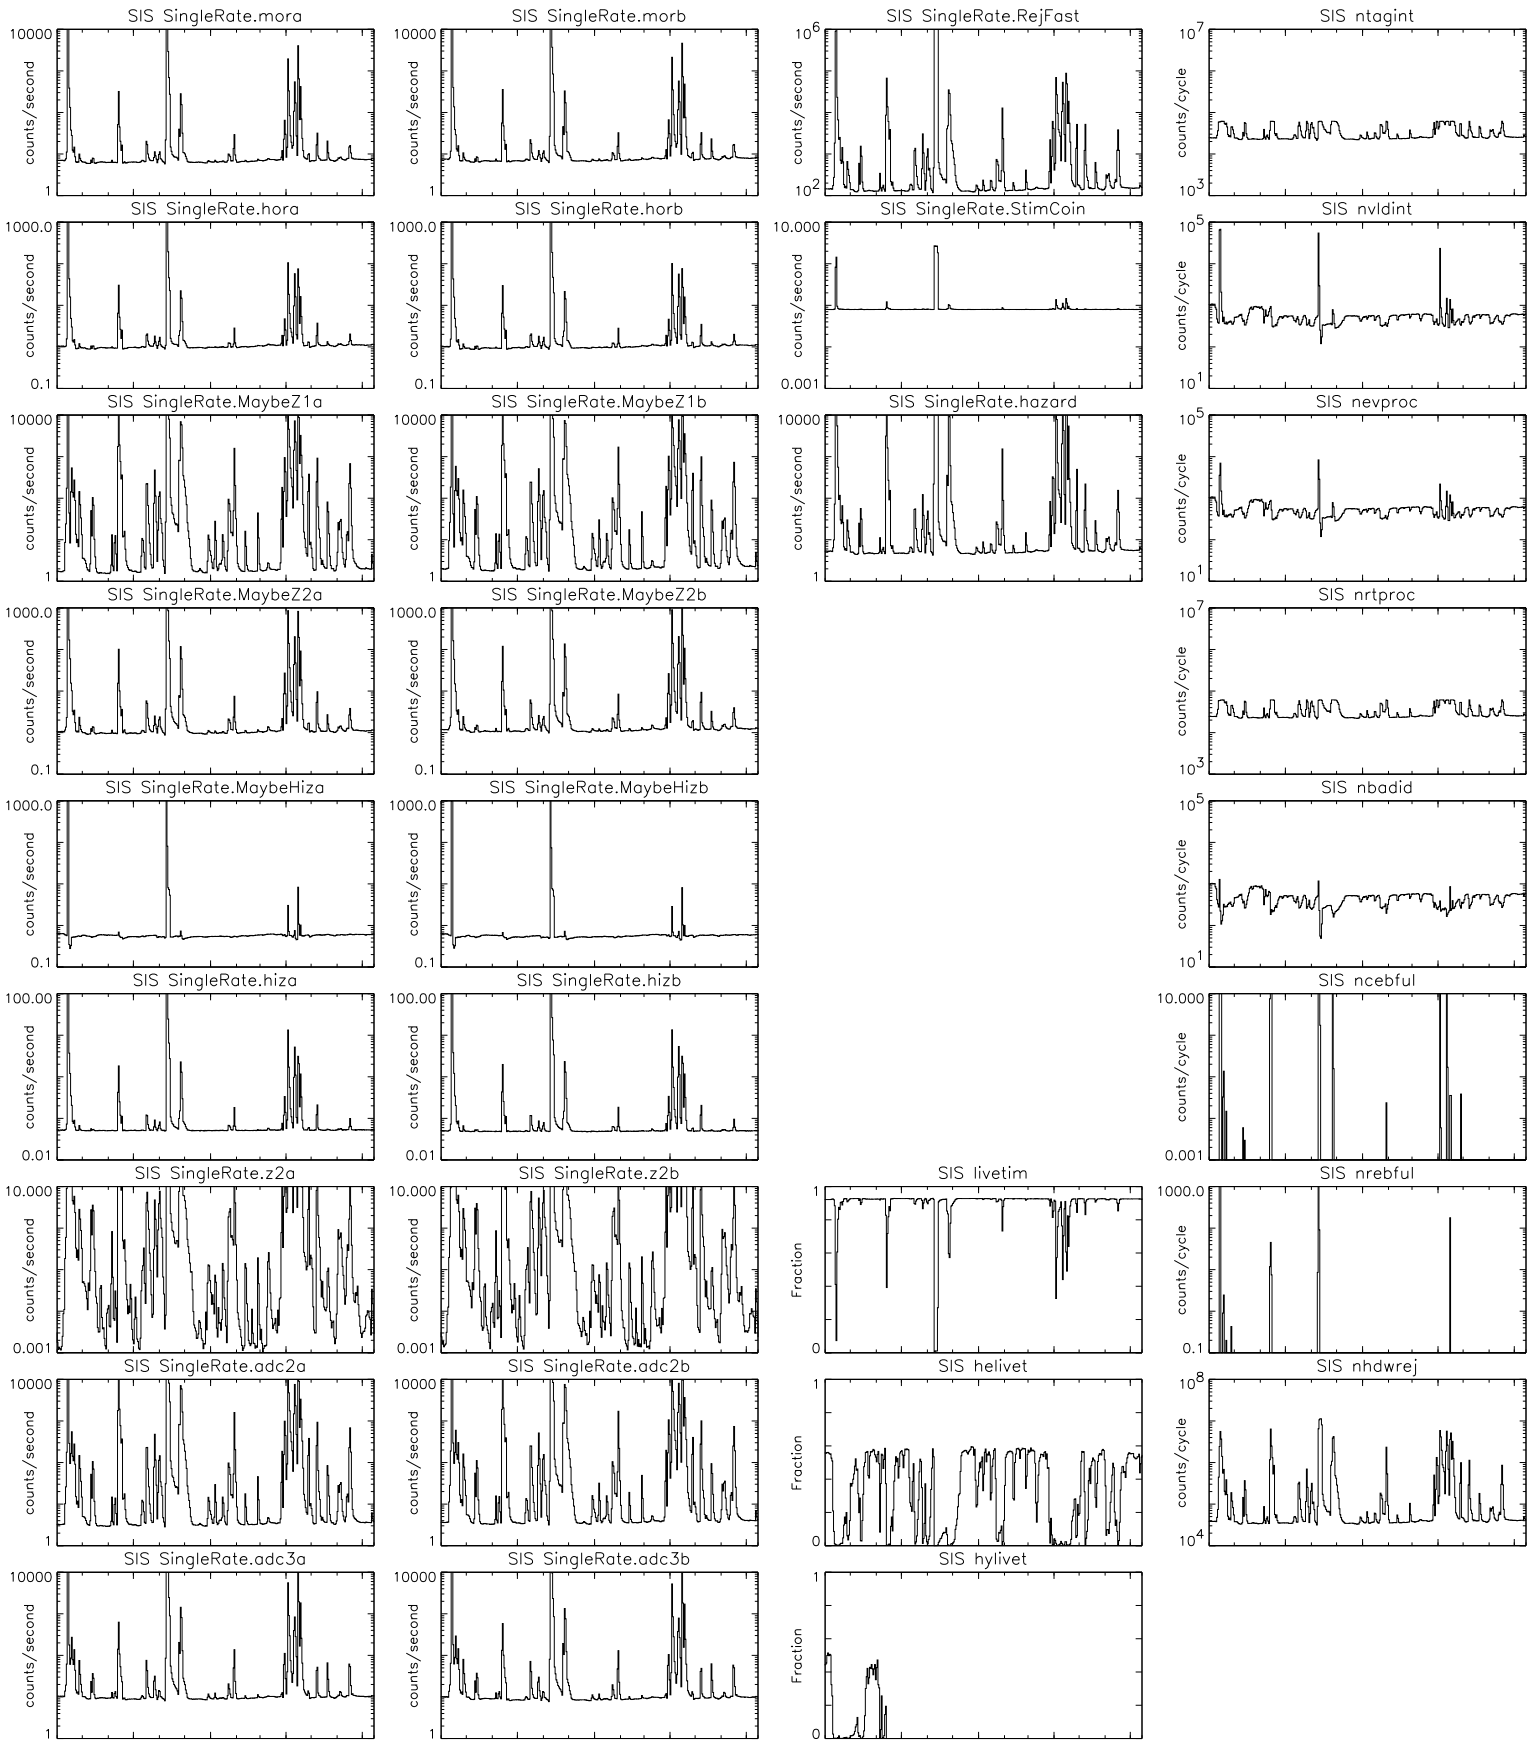 SIS SingleRate.mora
10000
counts/second
1
SIS SingleRate.morb
10000
counts/second
1
SIS SingleRate.RejFast
10^6
counts/second
10^2
SIS ntagint
10^7
counts/cycle
10^3
SIS SingleRate.hora
1000.0
counts/second
0.1
SIS SingleRate.horb
1000.0
counts/second
0.1
SIS SingleRate.StimCoin
10.000
counts/second
0.001
SIS nvldint
10^5
counts/cycle
10^1
SIS SingleRate.MaybeZ1a
10000
counts/second
1
SIS SingleRate.MaybeZ1b
10000
counts/second
1
SIS SingleRate.hazard
10000
counts/second
1
SIS nevproc
10^5
counts/cycle
10^1
SIS SingleRate.MaybeZ2a
1000.0
counts/second
0.1
SIS SingleRate.MaybeZ2b
1000.0
counts/second
0.1
SIS nrtproc
10^7
counts/cycle
10^3
SIS SingleRate.MaybeHiza
1000.0
counts/second
0.1
SIS SingleRate.MaybeHizb
1000.0
counts/second
0.1
SIS nbadid
10^5
counts/cycle
10^1
SIS SingleRate.hiza
100.00
counts/second
0.01
SIS SingleRate.hizb
100.00
counts/second
0.01
SIS ncebful
10.000
counts/cycle
0.001
SIS SingleRate.z2a
10.000
counts/second
0.001
SIS SingleRate.z2b
10.000
counts/second
0.001
SIS livetim
1
Fraction
0
SIS nrebful
1000.0
counts/cycle
0.1
SIS SingleRate.adc2a
10000
counts/second
1
SIS SingleRate.adc2b
10000
counts/second
1
SIS helivet
1
Fraction
0
SIS nhdwrej
10^8
counts/cycle
10^4
SIS SingleRate.adc3a
10000
counts/second
1
SIS SingleRate.adc3b
10000
counts/second
1
SIS hylivet
1
Fraction
0